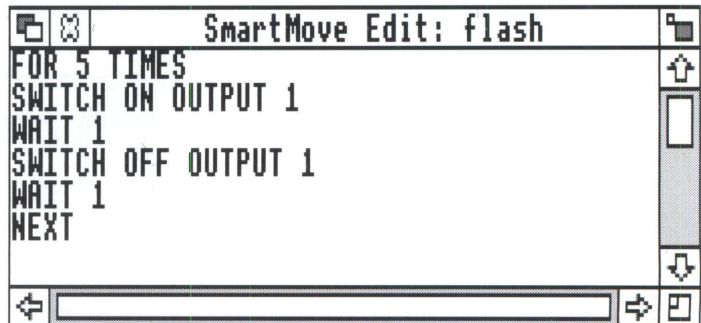 SmartMove Edit: flash
FOR 5 TIMES
SWITCH ON OUTPUT 1
WAIT 1
SWITCH OFF OUTPUT 1
WAIT 1
NEXT